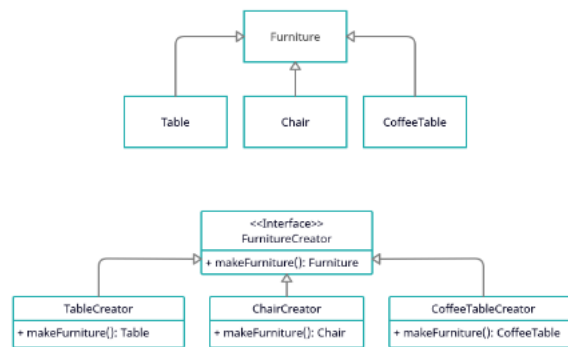 Furniture
Table
Chair
CoffeeTable
<<Interface>>
FurnitureCreator
+ makeFurniture(): Furniture
TableCreator
+ makeFurniture(): Table
ChairCreator
+ makeFurniture(): Chair
CoffeeTableCreator
+ makeFurniture(): CoffeeTable